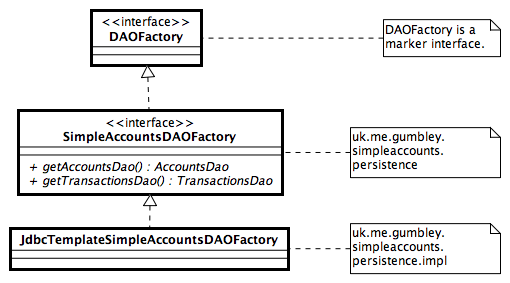 <<interface>>
DAOFactory
DAOFactory is a
marker interface.
<<interface>>
SimpleAccountsDAOFactory
+ getAccountsDao() : AccountsDao
+ getTransactionsDao() : TransactionsDao
uk.me.gumbley.
simpleaccounts.
persistence
JdbcTemplateSimpleAccountsDAOFactory
uk.me.gumbley.
simpleaccounts.
persistence.impl